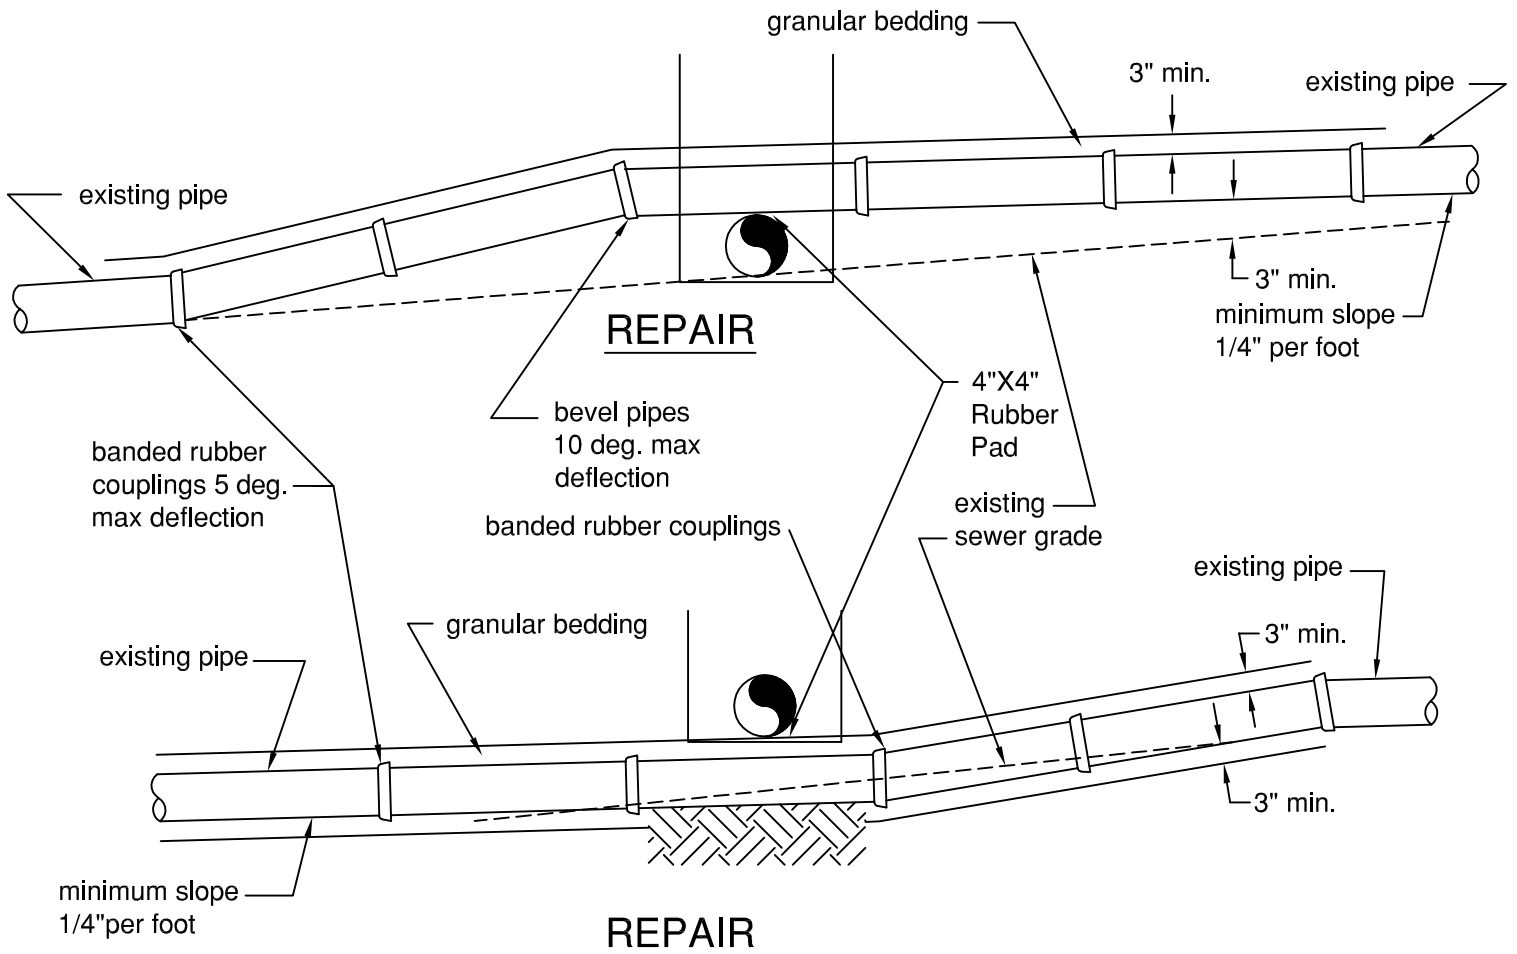 granular bedding
3" min.
existing pipe
existing pipe
3" min.
minimum slope
1/4" per foot
REPAIR
4"X4"
Rubber
Pad
bevel pipes
10 deg. max
deflection
banded rubber
couplings 5 deg.
max deflection
existing
sewer grade
banded rubber couplings
existing pipe
granular bedding
3" min.
existing pipe
3" min.
minimum slope
1/4"per foot
REPAIR